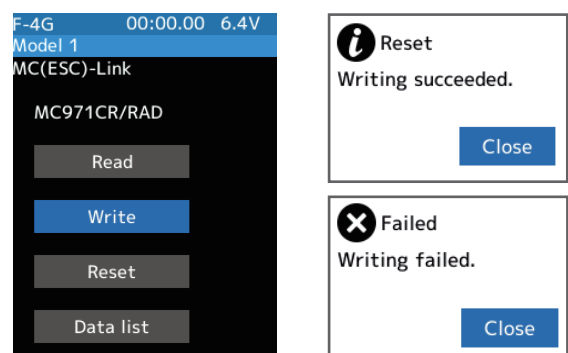 F-4G 00:00.00 6.4V
Model 1
MC(ESC)-Link
MC971CR/RAD
Read
Write
Reset
Data list
Reset
Writing succeeded.
Close
Failed
Writing failed.
Close